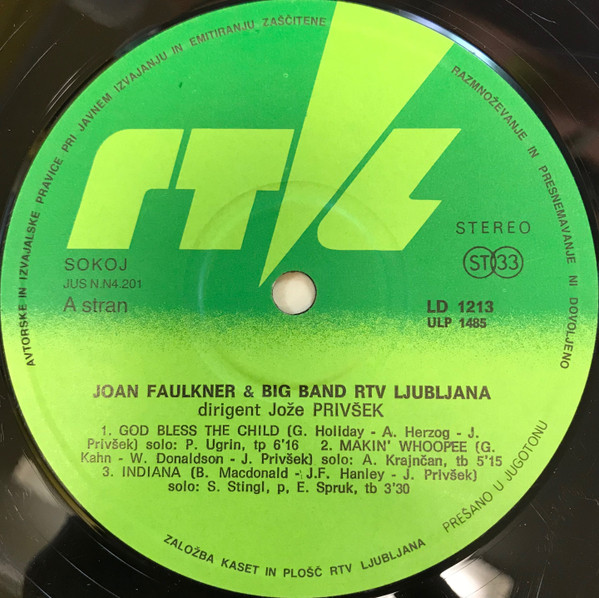 AVTORSKE IN IZVAJALSKE PRAVICE PRI JAVNEM IZVAJANJU IN EMITIRANJU ZAŠČITENE
RAZMNOŽEVANJE IN PRESNEMAVANJE NI DOVOLJENO
rtl
STEREO
SOKOJ
ST 33
JUS N.N4.201
A stran
LD 1213
ULP 1485
JOAN FAULKNER & BIG BAND RTV LJUBLJANA
dirigent Jože PRIVŠEK
1. GOD BLESS THE CHILD (G. Holiday - A. Herzog - J.
Privšek) solo: P. Ugrin, tp 6'16 2. MAKIN' WHOOPEE (G.
Kahn - W. Donaldson - J. Privšek) solo: A. Krajnčan, tb 5'15
3. INDIANA (B. Macdonald - J.F. Hanley - J. Privšek)
solo: S. Stingl, p, E. Spruk, tb 3'30
PREŠANO U JUGOTONU
ZALOŽBA KASET IN PLOŠČ RTV LJUBLJANA